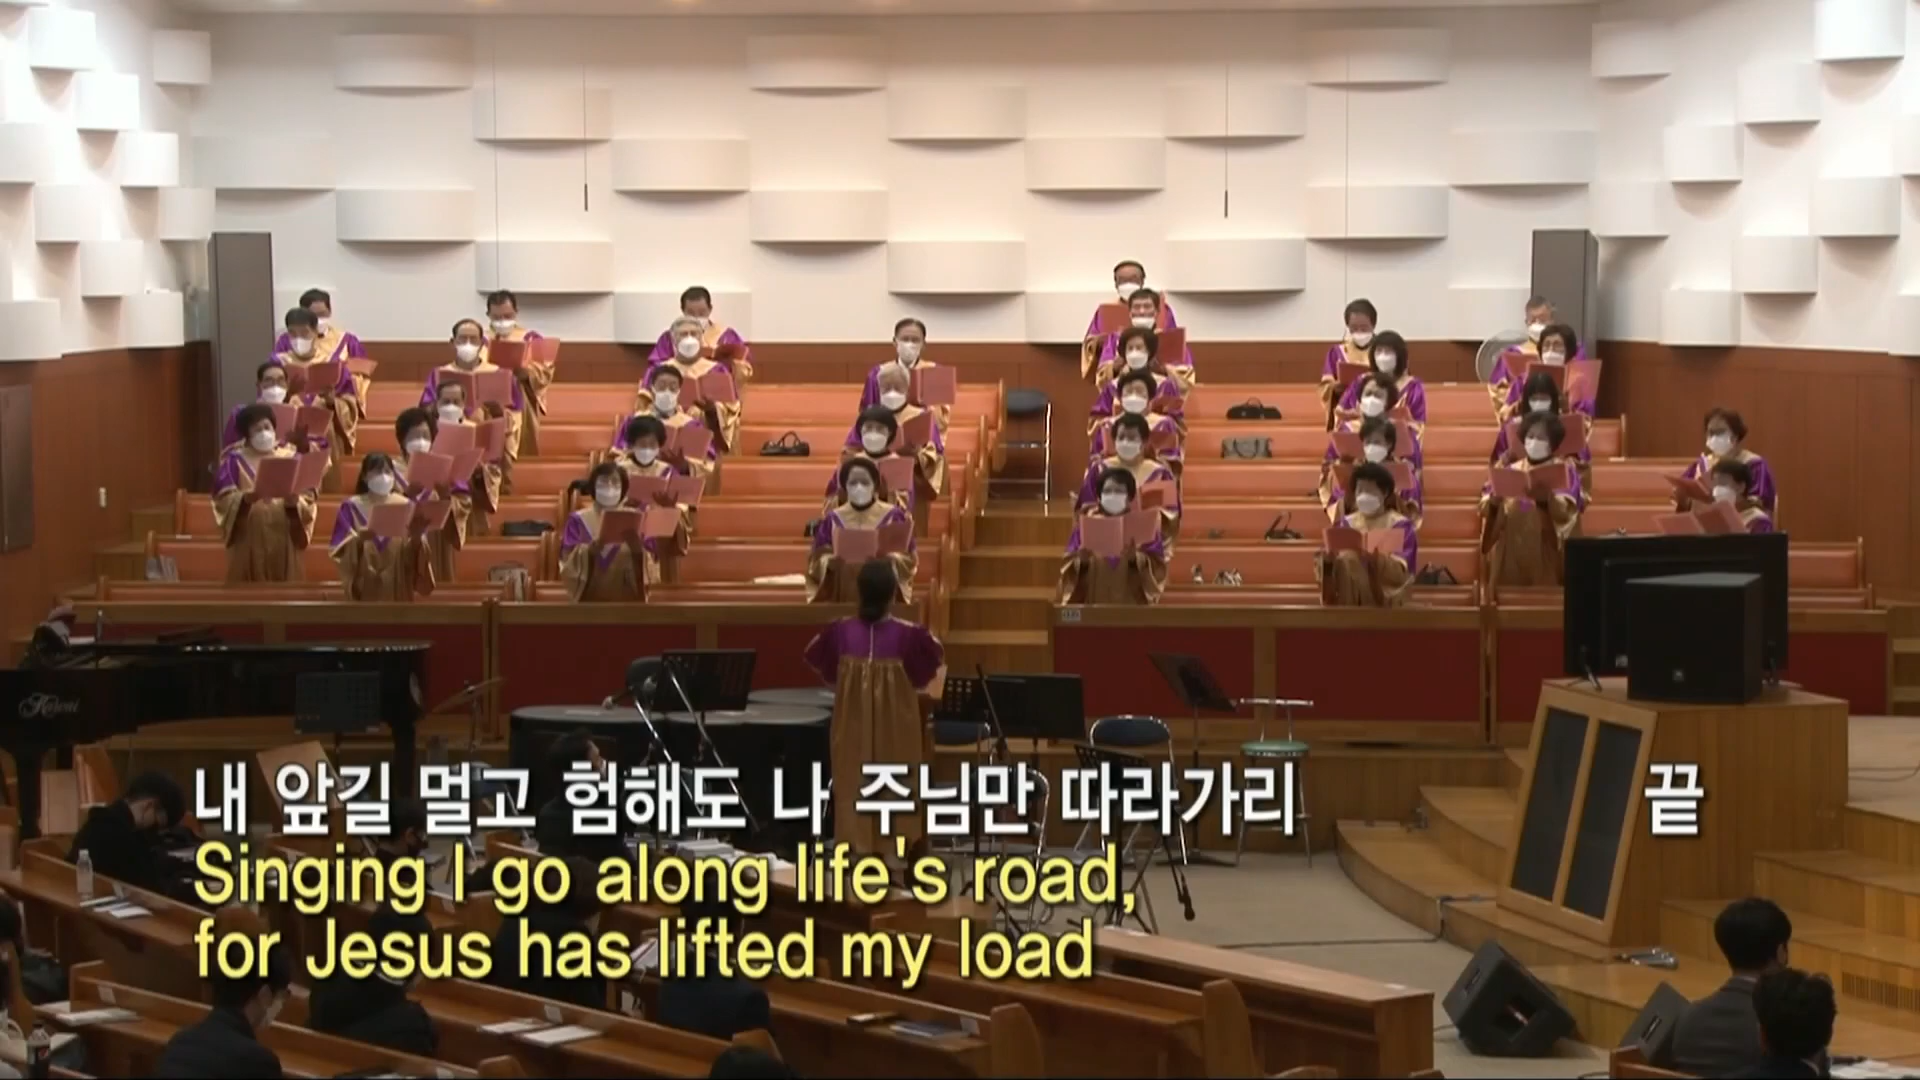 Kawai
내 앞길 멀고 험해도 나 주님만 따라가리 끝
Singing I go along life's road,
for Jesus has lifted my load